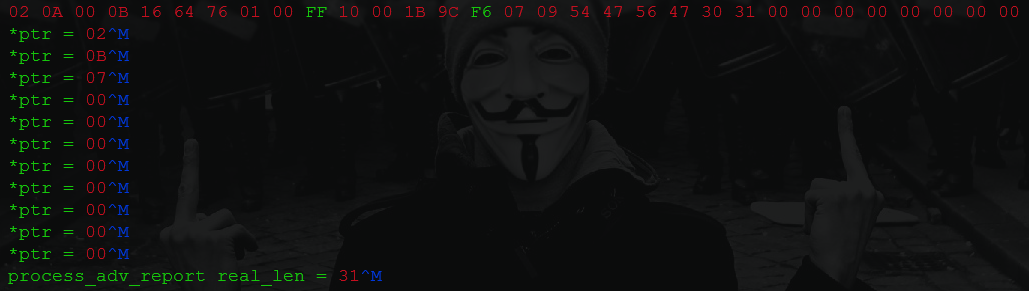 02 0A 00 0B 16 64 76 01 00 FF 10 00 1B 9C F6 07 09 54 47 56 47 30 31 00 00 00 00 00 00 00 00
*ptr = 02^M
*ptr = 0B^M
*ptr = 07^M
*ptr = 00^M
*ptr = 00^M
*ptr = 00^M
*ptr = 00^M
*ptr = 00^M
*ptr = 00^M
*ptr = 00^M
*ptr = 00^M
process_adv_report real_len = 31^M